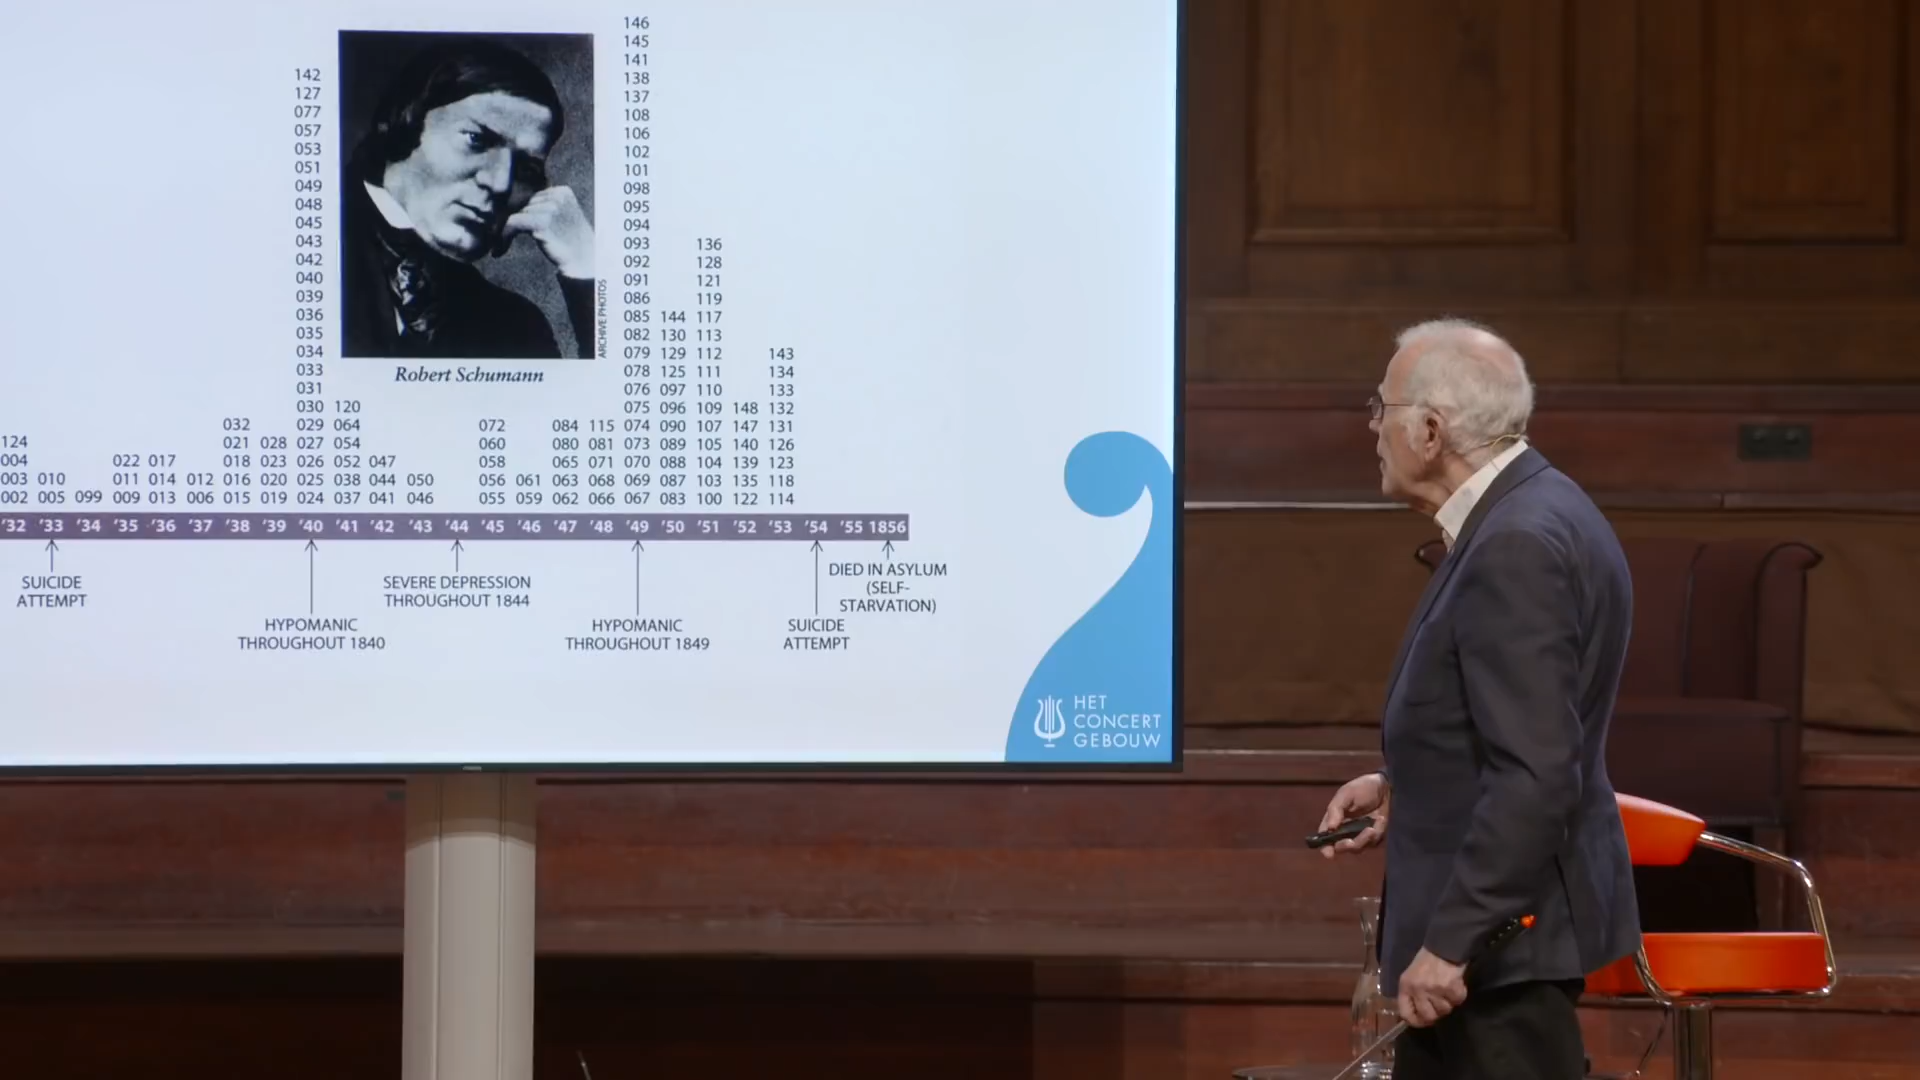 146
145
141
142 138
127 137
077 108
057 106
053 102
051 101
049 098
048 095
045 094
043 093 136
042 092 128
040 091 121
039 086 119
036 085 144 117
035 082 130 113
034 079 129 112 143
033 078 125 111 134
031 076 097 110 133
030 120 075 096 109 148 132
032 029 064 072 084 115 074 090 107 147 131
124 021 028 027 054 060 080 081 073 089 105 140 126
004 022 017 018 023 026 052 047 058 065 071 070 088 104 139 123
003 010 011 014 012 016 020 025 038 044 050 056 061 063 068 069 087 103 135 118
002 005 099 009 013 006 015 019 024 037 041 046 055 059 062 066 067 083 100 122 114
ARCHIVE PHOTOS
Robert Schumann
'32 '33 '34 '35 '36 '37 '38 '39 '40 '41 '42 '43 '44 '45 '46 '47 '48 '49 '50 '51 '52 '53 '54 '55 1856
SUICIDE
ATTEMPT
HYPOMANIC
THROUGHOUT 1840
SEVERE DEPRESSION
THROUGHOUT 1844
HYPOMANIC
THROUGHOUT 1849
SUICIDE
ATTEMPT
DIED IN ASYLUM
(SELF-
STARVATION)
HET
CONCERT
GEBOUW